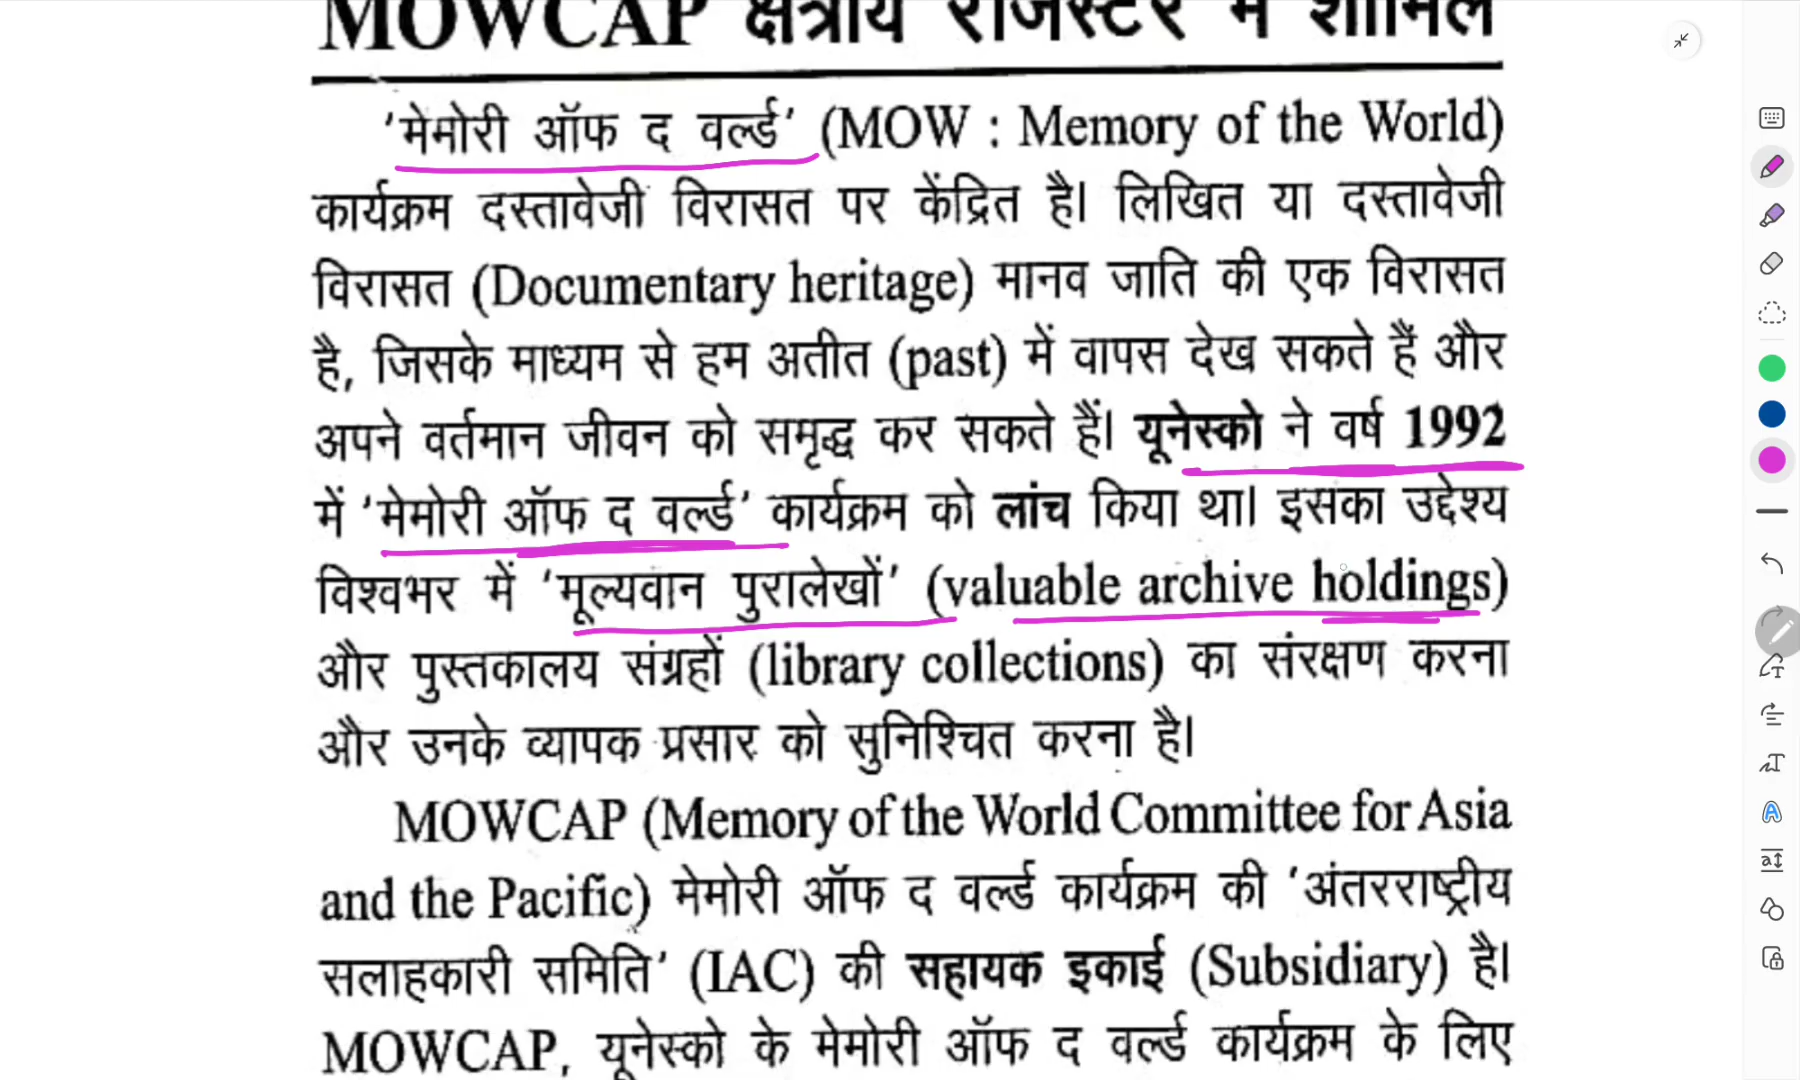 MOWCAP क्षेत्रीय रजिस्टर में शामिल
'मेमोरी ऑफ द वर्ल्ड' (MOW : Memory of the World)
कार्यक्रम दस्तावेजी विरासत पर केंद्रित है। लिखित या दस्तावेजी
विरासत (Documentary heritage) मानव जाति की एक विरासत
है, जिसके माध्यम से हम अतीत (past) में वापस देख सकते हैं और
अपने वर्तमान जीवन को समृद्ध कर सकते हैं। यूनेस्को ने वर्ष 1992
में 'मेमोरी ऑफ द वर्ल्ड' कार्यक्रम को लांच किया था। इसका उद्देश्य
विश्वभर में 'मूल्यवान पुरालेखों' (valuable archive holdings)
और पुस्तकालय संग्रहों (library collections) का संरक्षण करना
और उनके व्यापक प्रसार को सुनिश्चित करना है।
MOWCAP (Memory of the World Committee for Asia
and the Pacific) मेमोरी ऑफ द वर्ल्ड कार्यक्रम की 'अंतरराष्ट्रीय
सलाहकारी समिति' (IAC) की सहायक इकाई (Subsidiary) है।
MOWCAP, यूनेस्को के मेमोरी ऑफ द वर्ल्ड कार्यक्रम के लिए